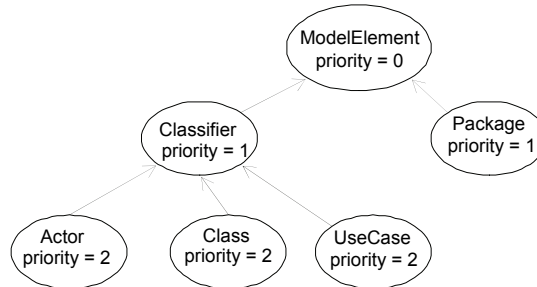 ModelElement
priority = 0
Classifier
priority = 1
Package
priority = 1
Actor
priority = 2
Class
priority = 2
UseCase
priority = 2